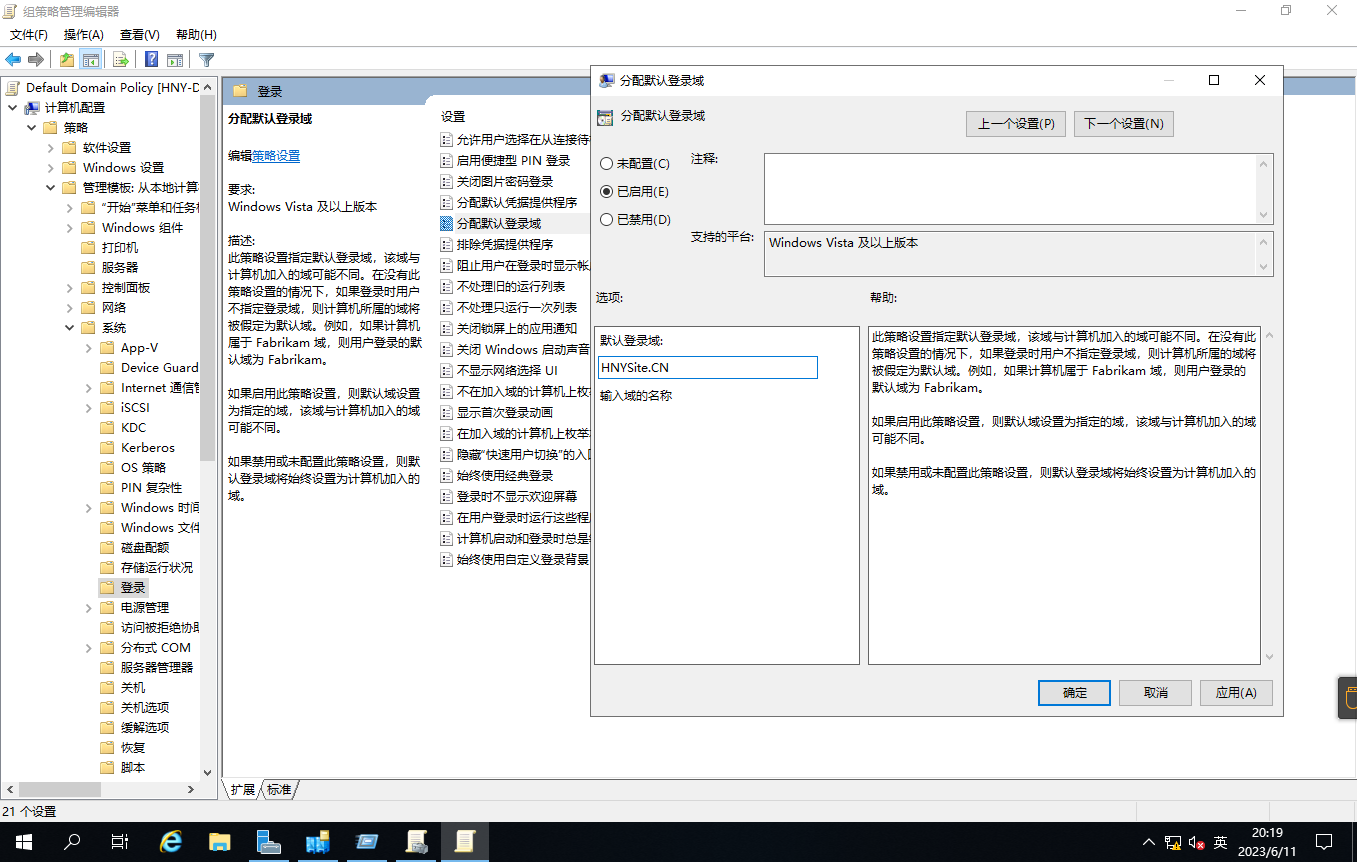 组策略管理编辑器
文件(F) 操作(A) 查看(V) 帮助(H)
Default Domain Policy [HNY-D
计算机配置
策略
软件设置
Windows 设置
管理模板: 从本地计算
“开始”菜单和任务栏
Windows 组件
打印机
服务器
控制面板
网络
系统
App-V
Device Guard
Internet 通信管
iSCSI
KDC
Kerberos
OS 策略
PIN 复杂性
Windows 时间
Windows 文件
磁盘配额
存储运行状况
登录
电源管理
访问被拒绝协助
分布式 COM
服务器管理器
关机
关机选项
缓解选项
恢复
脚本
登录
分配默认登录域
编辑策略设置
要求:
Windows Vista 及以上版本
描述:
此策略设置指定默认登录域，该域与
计算机加入的域可能不同。在没有此
策略设置的情况下，如果登录时用户
不指定登录域，则计算机所属的域将
被假定为默认域。例如，如果计算机
属于 Fabrikam 域，则用户登录的默
认域为 Fabrikam。
如果启用此策略设置，则默认域设置
为指定的域，该域与计算机加入的域
可能不同。
如果禁用或未配置此策略设置，则默
认登录域将始终设置为计算机加入的
域。
设置
允许用户选择在从连接待
启用便捷型 PIN 登录
关闭图片密码登录
分配默认凭据提供程序
分配默认登录域
排除凭据提供程序
阻止用户在登录时显示帐
不处理旧的运行列表
不处理只运行一次列表
关闭锁屏上的应用通知
关闭 Windows 启动声音
不显示网络选择 UI
不在加入域的计算机上枚
显示首次登录动画
在加入域的计算机上枚举
隐藏“快速用户切换”的入口
始终使用经典登录
登录时不显示欢迎屏幕
在用户登录时运行这些程
计算机启动和登录时总是
始终使用自定义登录背景
扩展 标准
21 个设置
分配默认登录域
分配默认登录域
上一个设置(P) 下一个设置(N)
未配置(C)
已启用(E)
已禁用(D)
注释:
支持的平台:
Windows Vista 及以上版本
选项:
帮助:
默认登录域:
HNYSite.CN
输入域的名称
此策略设置指定默认登录域，该域与计算机加入的域可能不同。在没有此
策略设置的情况下，如果登录时用户不指定登录域，则计算机所属的域将
被假定为默认域。例如，如果计算机属于 Fabrikam 域，则用户登录的
默认域为 Fabrikam。
如果启用此策略设置，则默认域设置为指定的域，该域与计算机加入的域
可能不同。
如果禁用或未配置此策略设置，则默认登录域将始终设置为计算机加入的
域。
确定 取消 应用(A)
英
20:19
2023/6/11